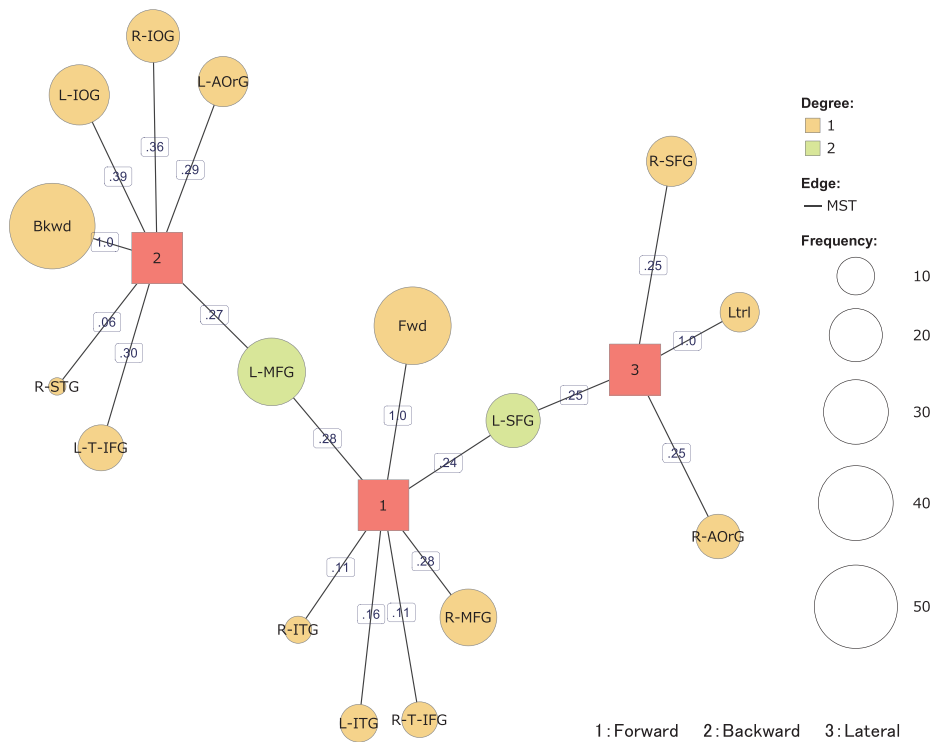 R-IOG
L-AOrG
L-IOG
.36
.39
.29
Bkwd
1.0
2
.06
.27
.30
R-STG
L-MFG
L-T-IFG
Fwd
1.0
.28
L-SFG
.24
.25
R-SFG
.25
Ltrl
1.0
3
.25
R-AOrG
1
.11
.16
.11
.28
R-ITG
R-MFG
L-ITG
R-T-IFG
Degree:
1
2
Edge:
MST
Frequency:
10
20
30
40
50
1:Forward 2:Backward 3:Lateral